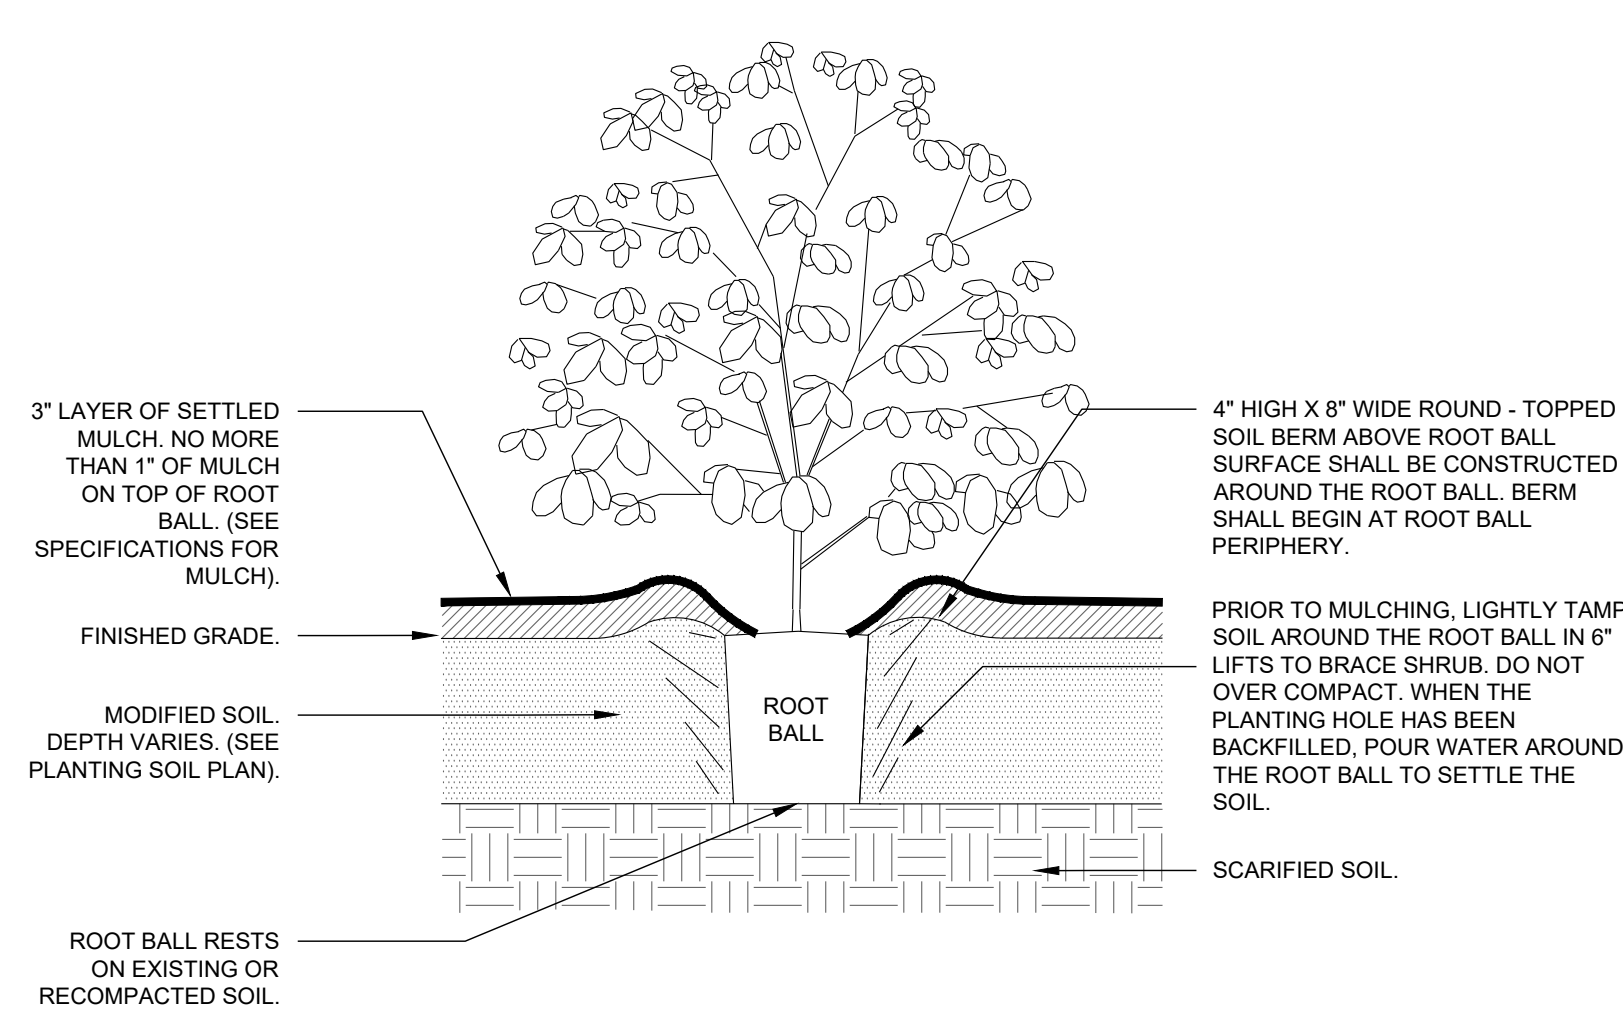 3" LAYER OF SETTLED
MULCH. NO MORE
THAN 1" OF MULCH
ON TOP OF ROOT
BALL. (SEE
SPECIFICATIONS FOR
MULCH).
FINISHED GRADE.
MODIFIED SOIL.
DEPTH VARIES. (SEE
PLANTING SOIL PLAN).
ROOT BALL RESTS
ON EXISTING OR
RECOMPACTED SOIL.
ROOT
BALL
4" HIGH X 8" WIDE ROUND - TOPPED
SOIL BERM ABOVE ROOT BALL
SURFACE SHALL BE CONSTRUCTED
AROUND THE ROOT BALL. BERM
SHALL BEGIN AT ROOT BALL
PERIPHERY.
PRIOR TO MULCHING, LIGHTLY TAMP
SOIL AROUND THE ROOT BALL IN 6"
LIFTS TO BRACE SHRUB. DO NOT
OVER COMPACT. WHEN THE
PLANTING HOLE HAS BEEN
BACKFILLED, POUR WATER AROUND
THE ROOT BALL TO SETTLE THE
SOIL.
SCARIFIED SOIL.